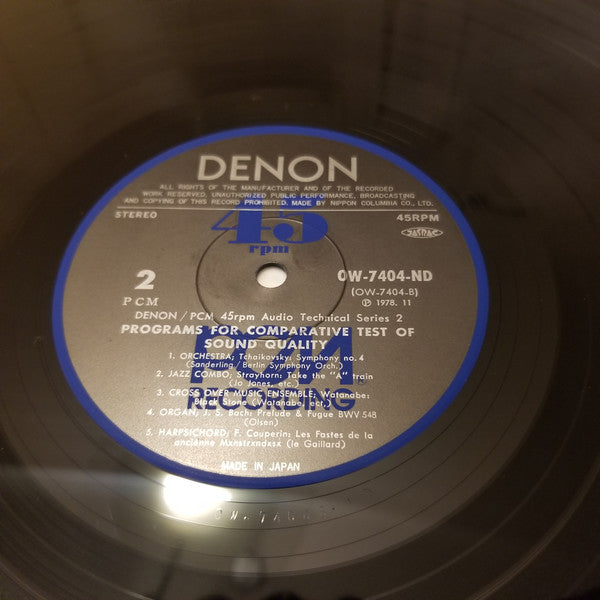 DENON
ALL RIGHTS OF THE MANUFACTURER AND OF THE RECORDED
WORK RESERVED. UNAUTHORIZED PUBLIC PERFORMANCE, BROADCASTING
AND COPYING OF THIS RECORD PROHIBITED. MADE BY NIPPON COLUMBIA CO., LTD.
STEREO 45RPM
45
rpm
JASRAC
2 OW-7404-ND
PCM (OW-7404-B)
℗ 1978. 11
DENON / PCM 45rpm Audio Technical Series 2
PROGRAMS FOR COMPARATIVE TEST OF
SOUND QUALITY
PCM
RECORDING
1. ORCHESTRA; Tchaikovsky: Symphony no. 4
(Sanderling / Berlin Symphony Orch.)
2. JAZZ COMBO; Strayhorn: Take the "A" train
(Jo Jones, etc.)
3. CROSS OVER MUSIC ENSEMBLE; Watanabe:
Black Stone (Watanabe, etc.)
4. ORGAN; J. S. Bach: Prelude & Fugue BWV 548
(Olsen)
5. HARPSICHORD; F. Couperin: Les Fastes de la
ancienne Mxnstrxndxsx (le Gaillard)
MADE IN JAPAN